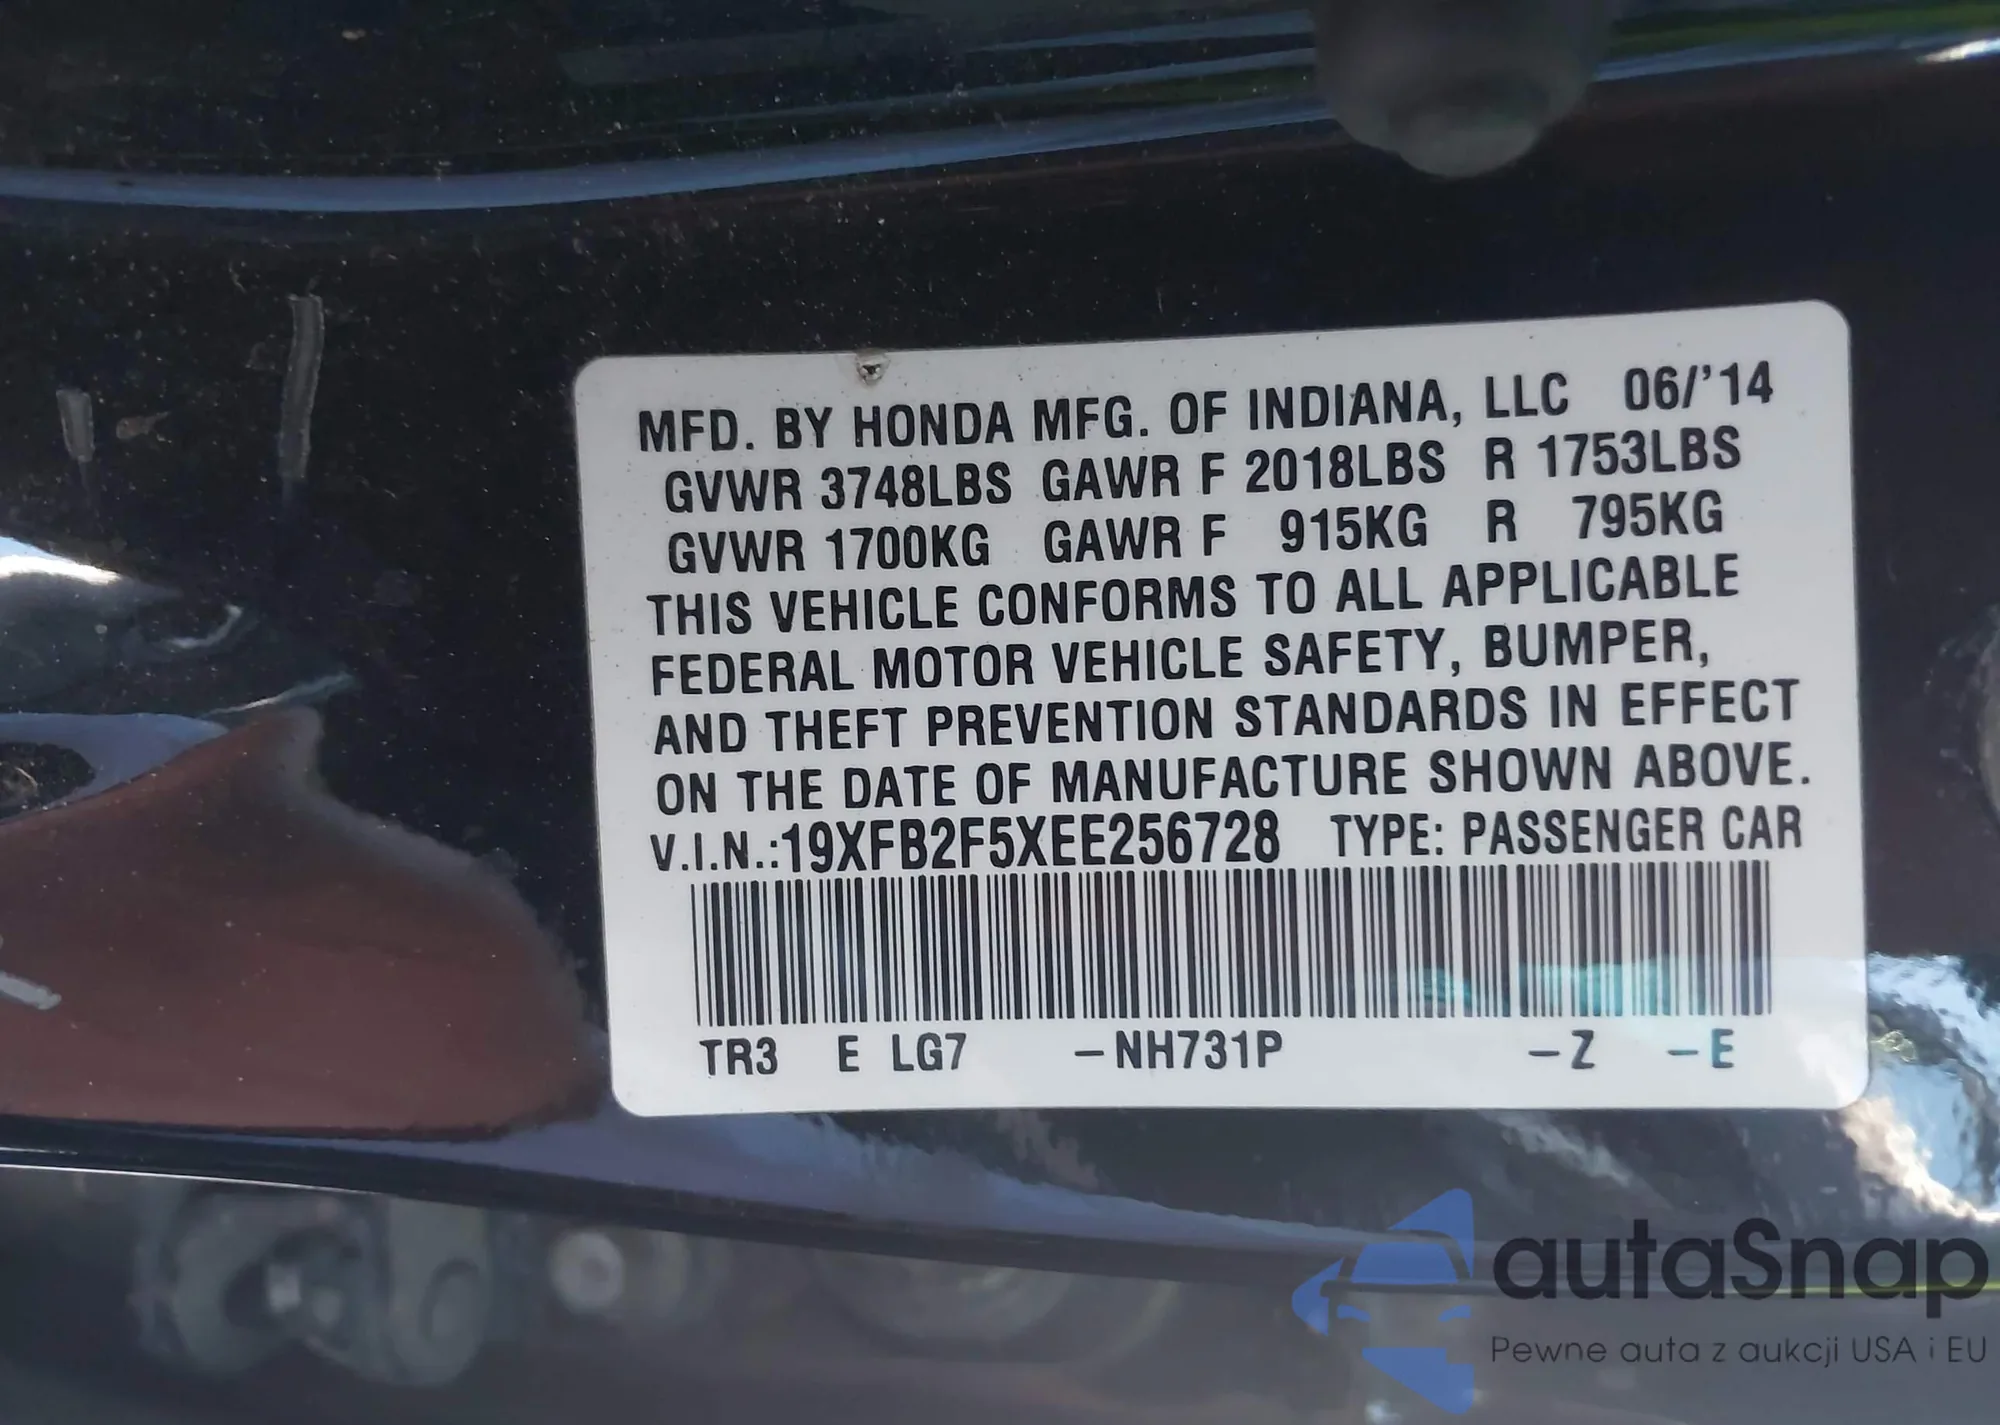 MFD. BY HONDA MFG. OF INDIANA, LLC 06/'14
GVWR 3748LBS GAWR F 2018LBS R 1753LBS
GVWR 1700KG GAWR F 915KG R 795KG
THIS VEHICLE CONFORMS TO ALL APPLICABLE
FEDERAL MOTOR VEHICLE SAFETY, BUMPER,
AND THEFT PREVENTION STANDARDS IN EFFECT
ON THE DATE OF MANUFACTURE SHOWN ABOVE.
V.I.N.:19XFB2F5XEE256728 TYPE: PASSENGER CAR
TR3 E LG7 –NH731P –Z –E
autaSnap
Pewne auta z aukcji USA i EU